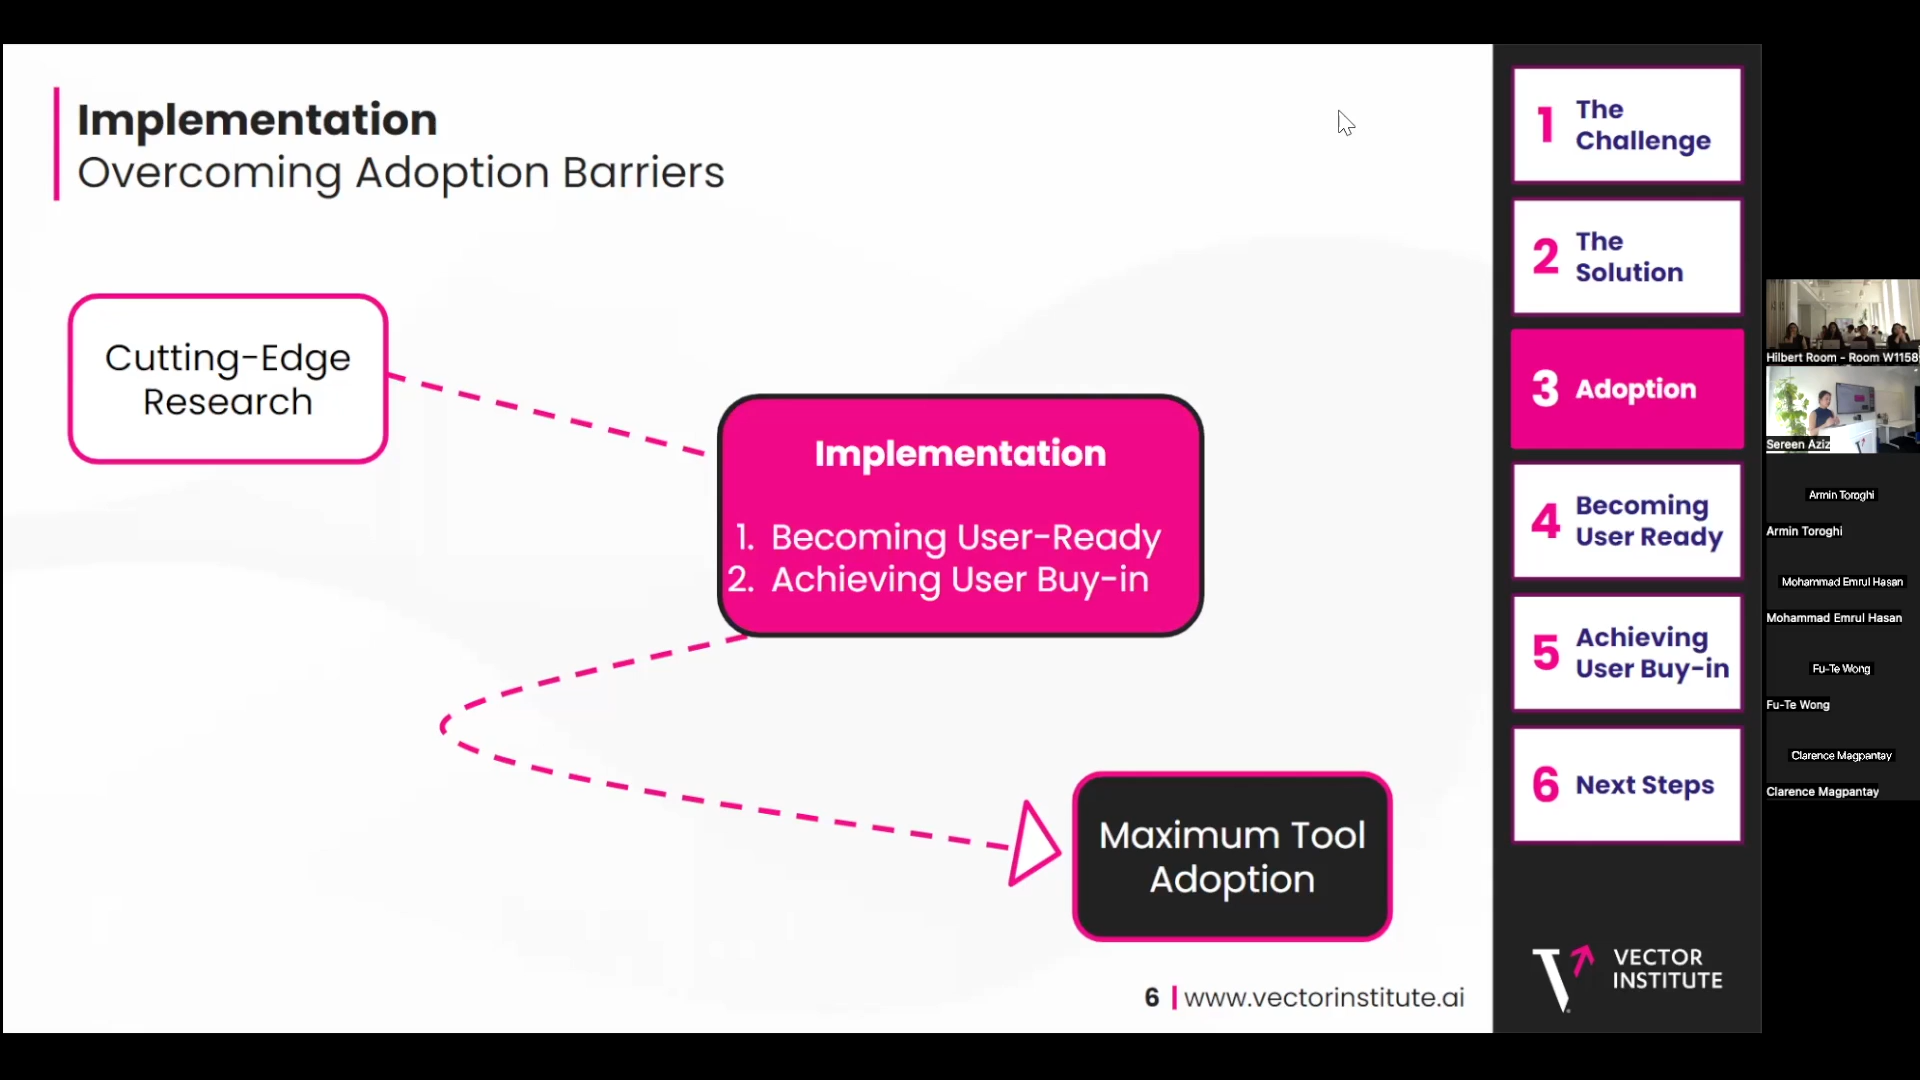 Implementation
Overcoming Adoption Barriers
Cutting-Edge
Research
Implementation
1. Becoming User-Ready
2. Achieving User Buy-in
Maximum Tool
Adoption
6 | www.vectorinstitute.ai
1 The
Challenge
2 The
Solution
3 Adoption
4 Becoming
User Ready
5 Achieving
User Buy-in
6 Next Steps
VECTOR
INSTITUTE
Hilbert Room - Room W1158
Sereen Aziz
Armin Toroghi
Armin Toroghi
Mohammad Emrul Hasan
Mohammad Emrul Hasan
Fu-Te Wong
Fu-Te Wong
Clarence Magpantay
Clarence Magpantay